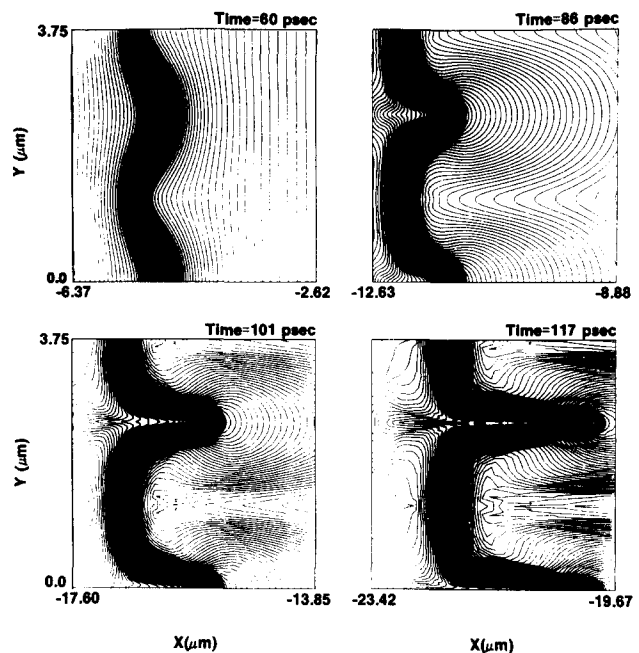 Time=60 psec
Time=86 psec
3.75
Y (μm)
0.0
-6.37
-2.62
-12.63
-8.88
Time=101 psec
Time=117 psec
3.75
Y (μm)
0.0
-17.60
-13.85
-23.42
-19.67
X(μm)
X(μm)